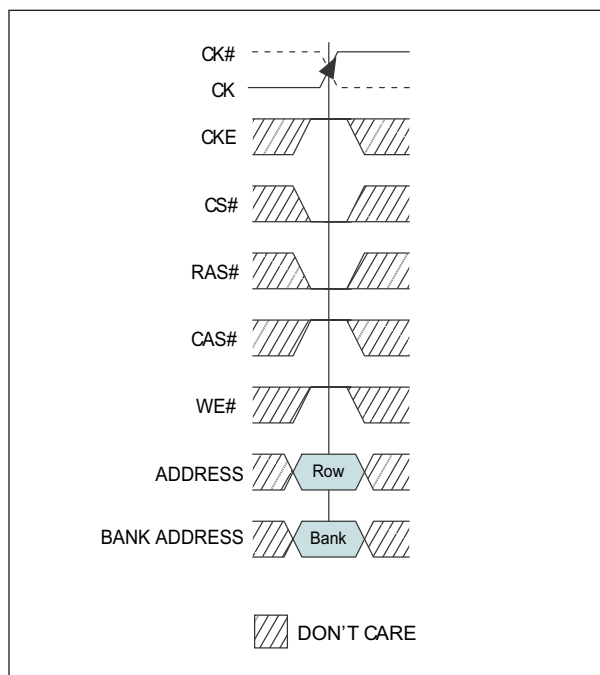 CK#
CK
CKE
CS#
RAS#
CAS#
WE#
ADDRESS
Row
BANK ADDRESS
Bank
DON'T CARE